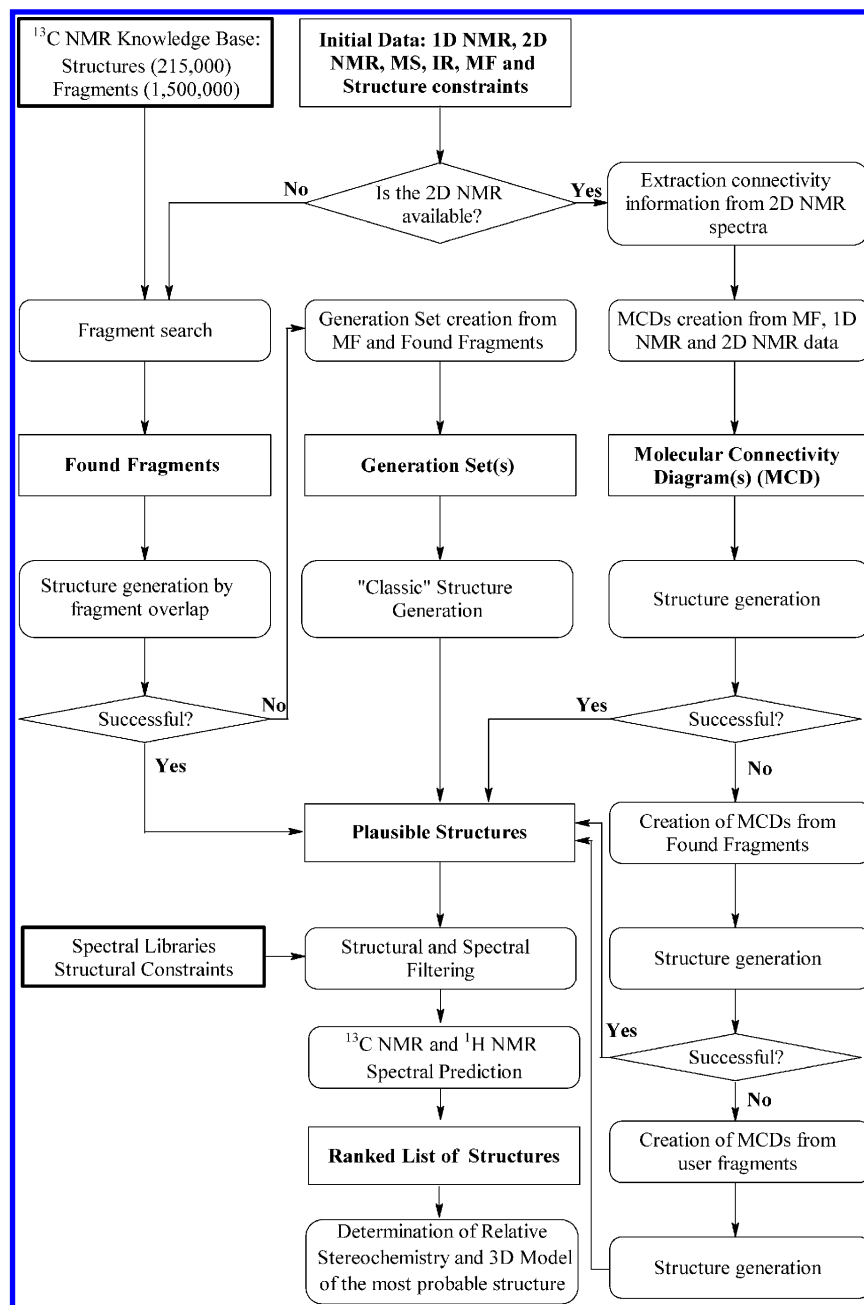 ¹³C NMR Knowledge Base:
Structures (215,000)
Fragments (1,500,000)
Initial Data: 1D NMR, 2D
NMR, MS, IR, MF and
Structure constraints
No
Is the 2D NMR
available?
Yes
Extraction connectivity
information from 2D NMR
spectra
Fragment search
Generation Set creation from
MF and Found Fragments
MCDs creation from MF, 1D
NMR and 2D NMR data
Found Fragments
Generation Set(s)
Molecular Connectivity
Diagram(s) (MCD)
Structure generation by
fragment overlap
"Classic" Structure
Generation
Structure generation
Successful?
No
Yes
Yes
Successful?
No
Plausible Structures
Creation of MCDs from
Found Fragments
Spectral Libraries
Structural Constraints
Structural and Spectral
Filtering
Structure generation
¹³C NMR and ¹H NMR
Spectral Prediction
Yes
Successful?
No
Ranked List of Structures
Creation of MCDs from
user fragments
Determination of Relative
Stereochemistry and 3D Model
of the most probable structure
Structure generation